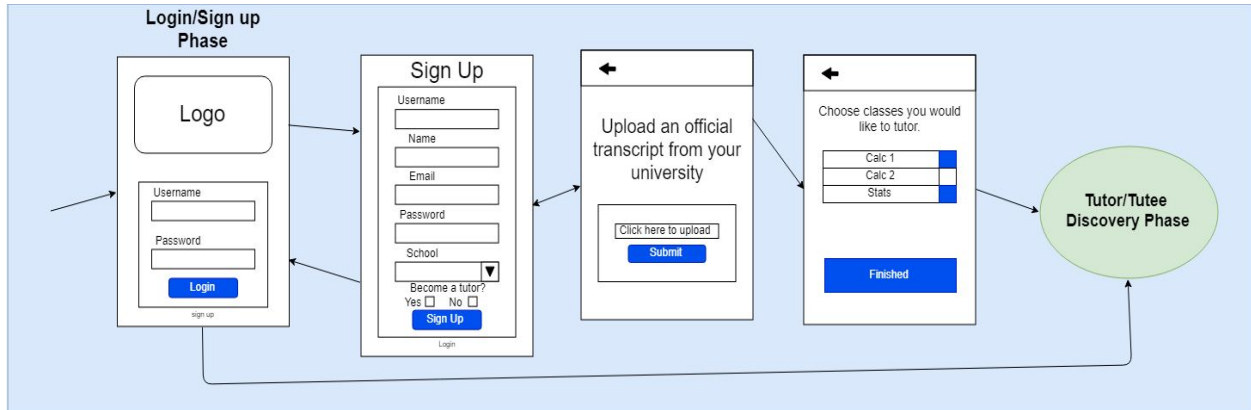 Login/Sign up
Phase
Logo
Username
Password
Login
sign up
Sign Up
Username
Name
Email
Password
School
Become a tutor?
Yes No
Sign Up
Login
Upload an official
transcript from your
university
Click here to upload
Submit
Choose classes you would
like to tutor.
Calc 1
Calc 2
Stats
Finished
Tutor/Tutee
Discovery Phase